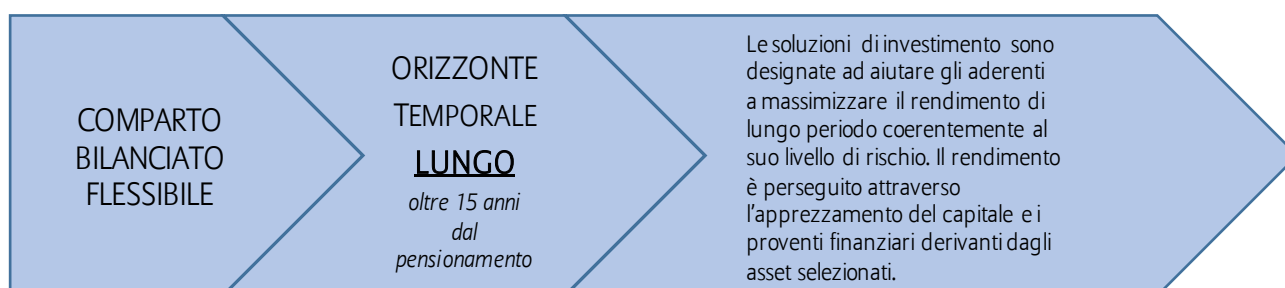 COMPARTO
BILANCIATO
FLESSIBILE
ORIZZONTE
TEMPORALE
LUNGO
oltre 15 anni
dal
pensionamento
Le soluzioni di investimento sono
designate ad aiutare gli aderenti
a massimizzare il rendimento di
lungo periodo coerentemente al
suo livello di rischio. Il rendimento
è perseguito attraverso
l'apprezzamento del capitale e i
proventi finanziari derivanti dagli
asset selezionati.